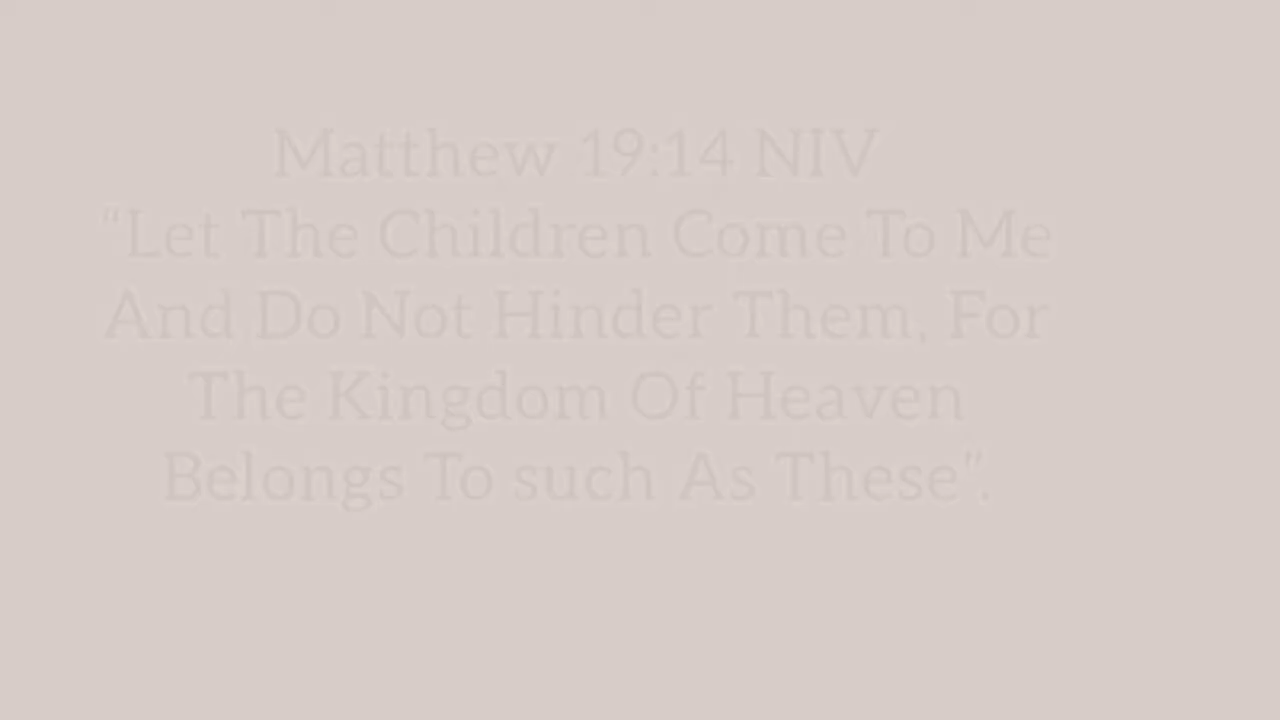 Matthew 19:14 NIV
“Let The Children Come To Me
And Do Not Hinder Them, For
The Kingdom Of Heaven
Belongs To such As These”.